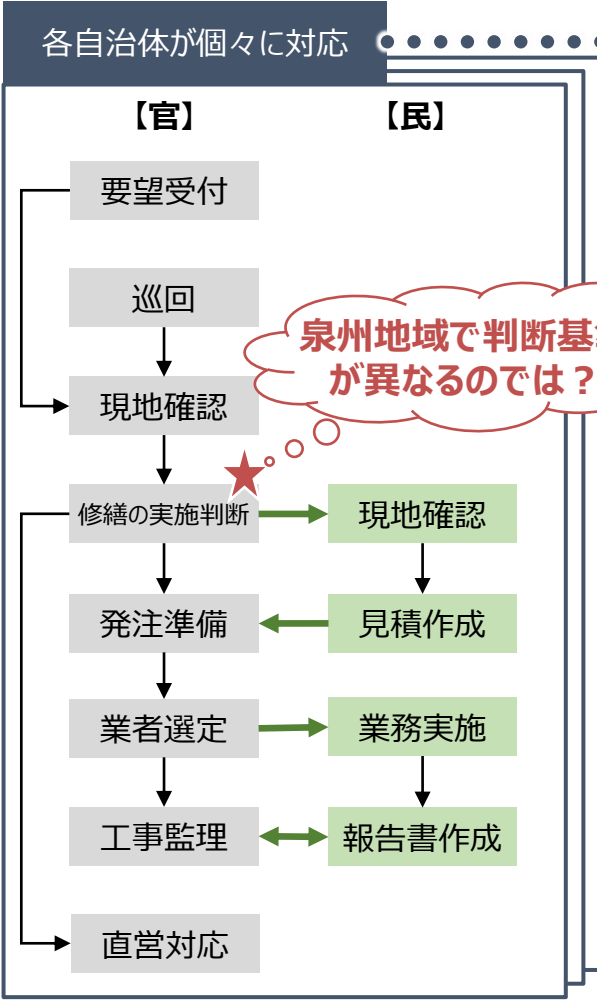 各自治体が個々に対応
【官】 【民】
要望受付
巡回
泉州地域で判断基
が異なるのでは？
現地確認
修繕の実施判断
現地確認
発注準備
見積作成
業者選定
業務実施
工事監理
報告書作成
直営対応